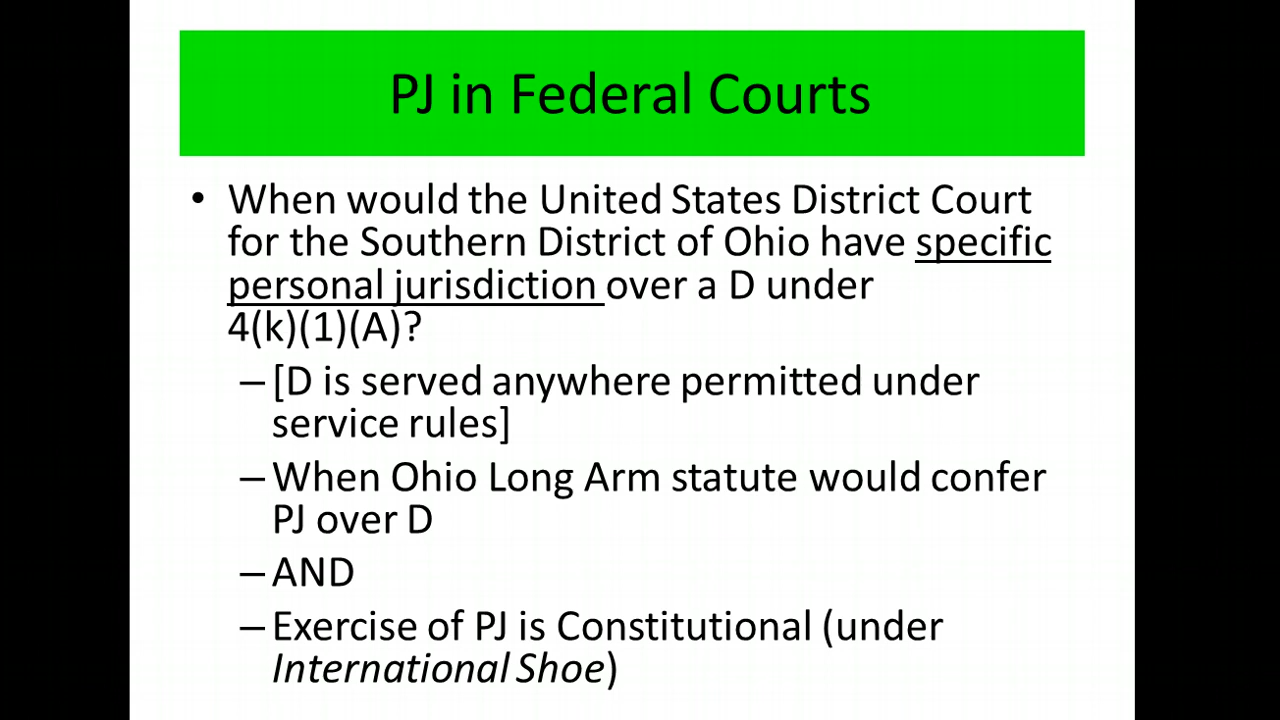 PJ in Federal Courts
• When would the United States District Court
for the Southern District of Ohio have specific
personal jurisdiction over a D under
4(k)(1)(A)?
–[D is served anywhere permitted under
service rules]
–When Ohio Long Arm statute would confer
PJ over D
–AND
–Exercise of PJ is Constitutional (under
International Shoe)